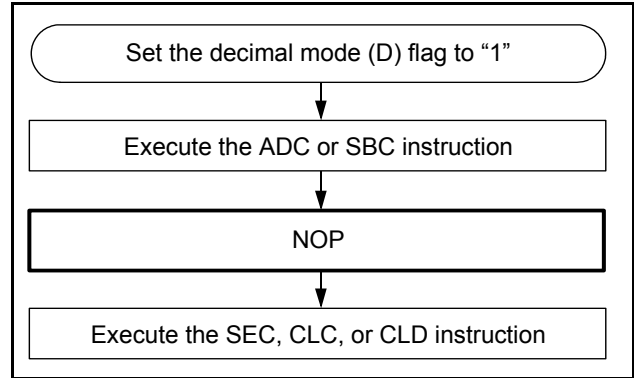 Set the decimal mode (D) flag to “1”
Execute the ADC or SBC instruction
NOP
Execute the SEC, CLC, or CLD instruction